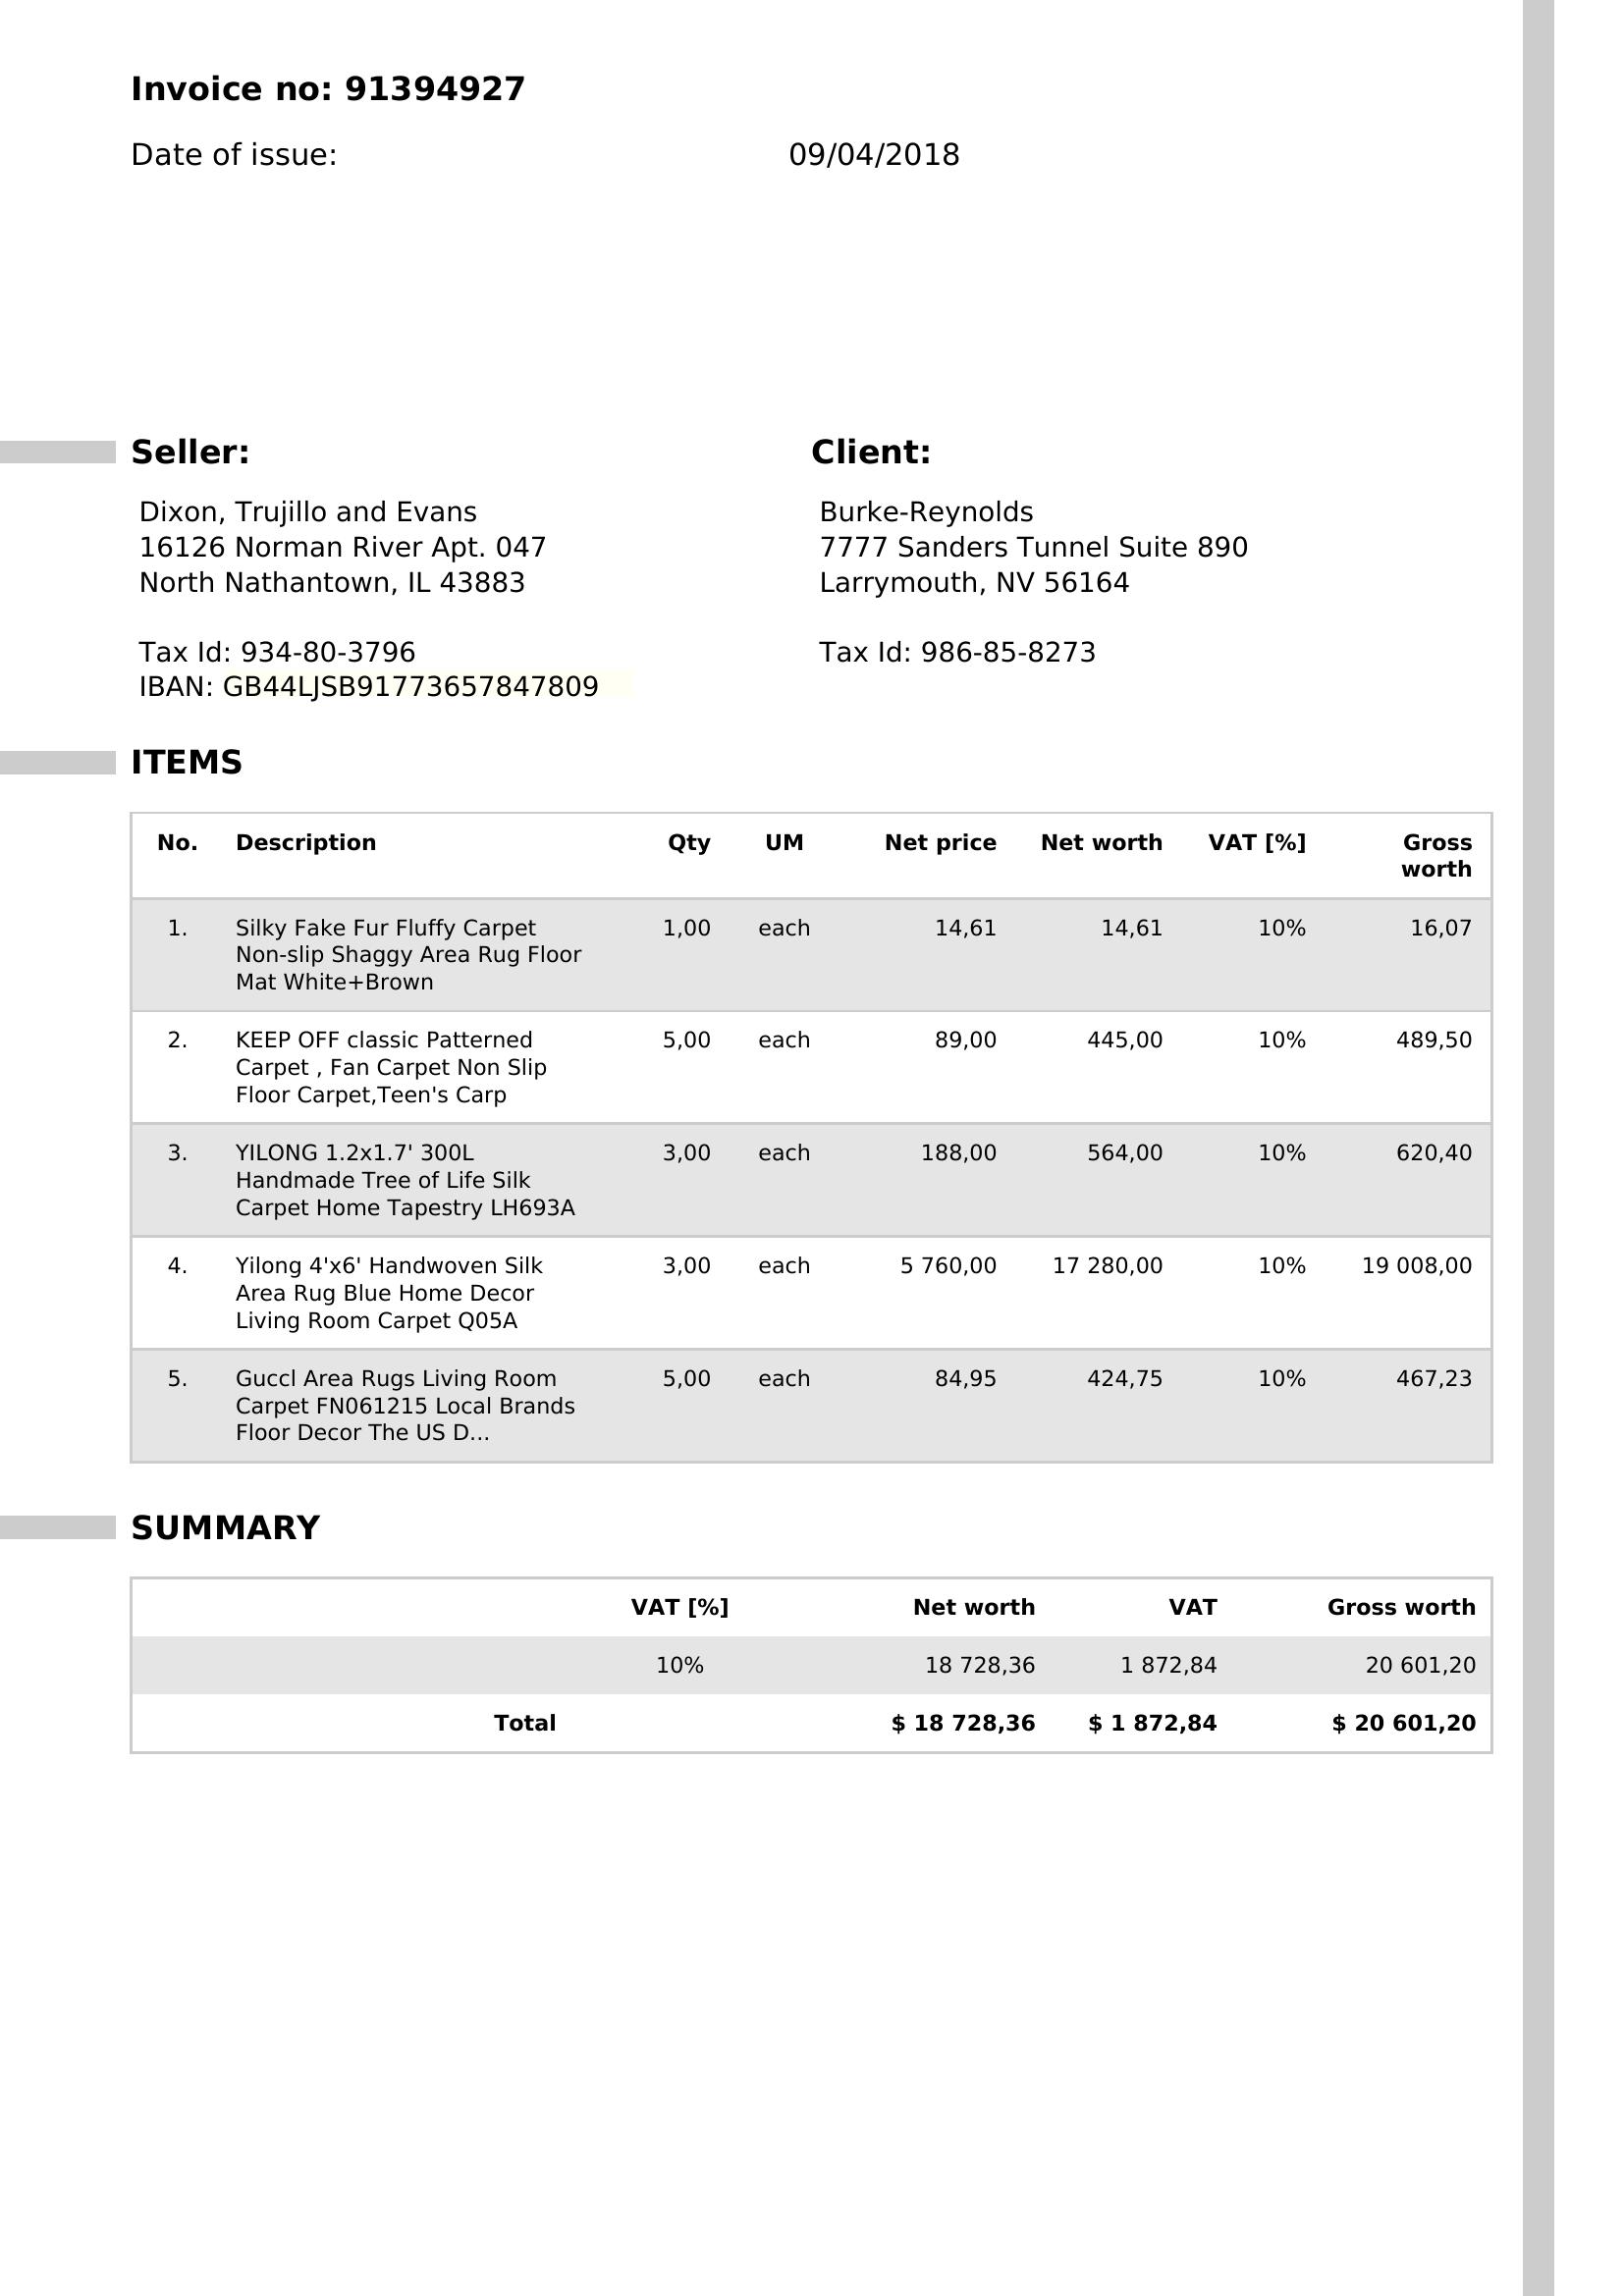 Invoice no: 91394927
Date of issue: 09/04/2018
Seller: Client:
Dixon, Trujillo and Evans Burke-Reynolds
16126 Norman River Apt. 047 7777 Sanders Tunnel Suite 890
North Nathantown, IL 43883 Larrymouth, NV 56164
Tax Id: 934-80-3796 Tax Id: 986-85-8273
IBAN: GB44LJSB91773657847809
ITEMS
No. Description Qty UM Net price Net worth VAT [%] Gross
worth
1. Silky Fake Fur Fluffy Carpet 1,00 each 14,61 14,61 10% 16,07
Non-slip Shaggy Area Rug Floor
Mat White+Brown
2. KEEP OFF classic Patterned 5,00 each 89,00 445,00 10% 489,50
Carpet , Fan Carpet Non Slip
Floor Carpet,Teen's Carp
3. YILONG 1.2x1.7' 300L 3,00 each 188,00 564,00 10% 620,40
Handmade Tree of Life Silk
Carpet Home Tapestry LH693A
4. Yilong 4'x6' Handwoven Silk 3,00 each 5 760,00 17 280,00 10% 19 008,00
Area Rug Blue Home Decor
Living Room Carpet Q05A
5. Guccl Area Rugs Living Room 5,00 each 84,95 424,75 10% 467,23
Carpet FN061215 Local Brands
Floor Decor The US D...
SUMMARY
VAT [%] Net worth VAT Gross worth
10% 18 728,36 1 872,84 20 601,20
Total $ 18 728,36 $ 1 872,84 $ 20 601,20